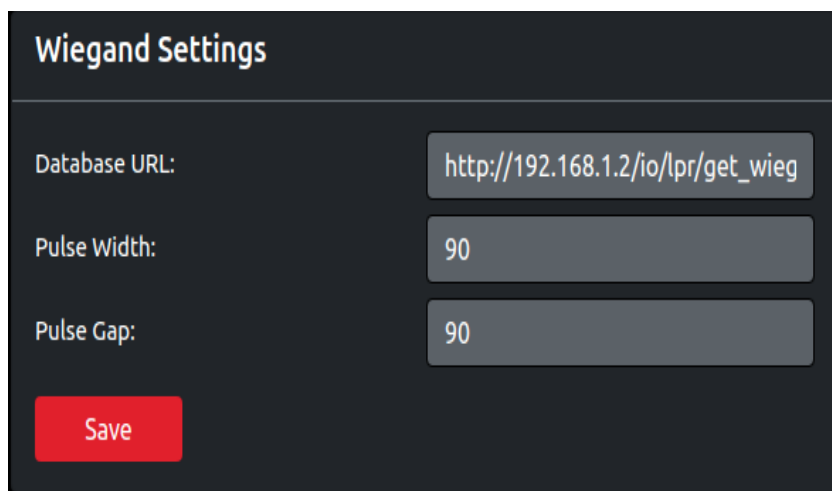 Wiegand Settings
Database URL: http://192.168.1.2/io/lpr/get_wieg
Pulse Width: 90
Pulse Gap: 90
Save